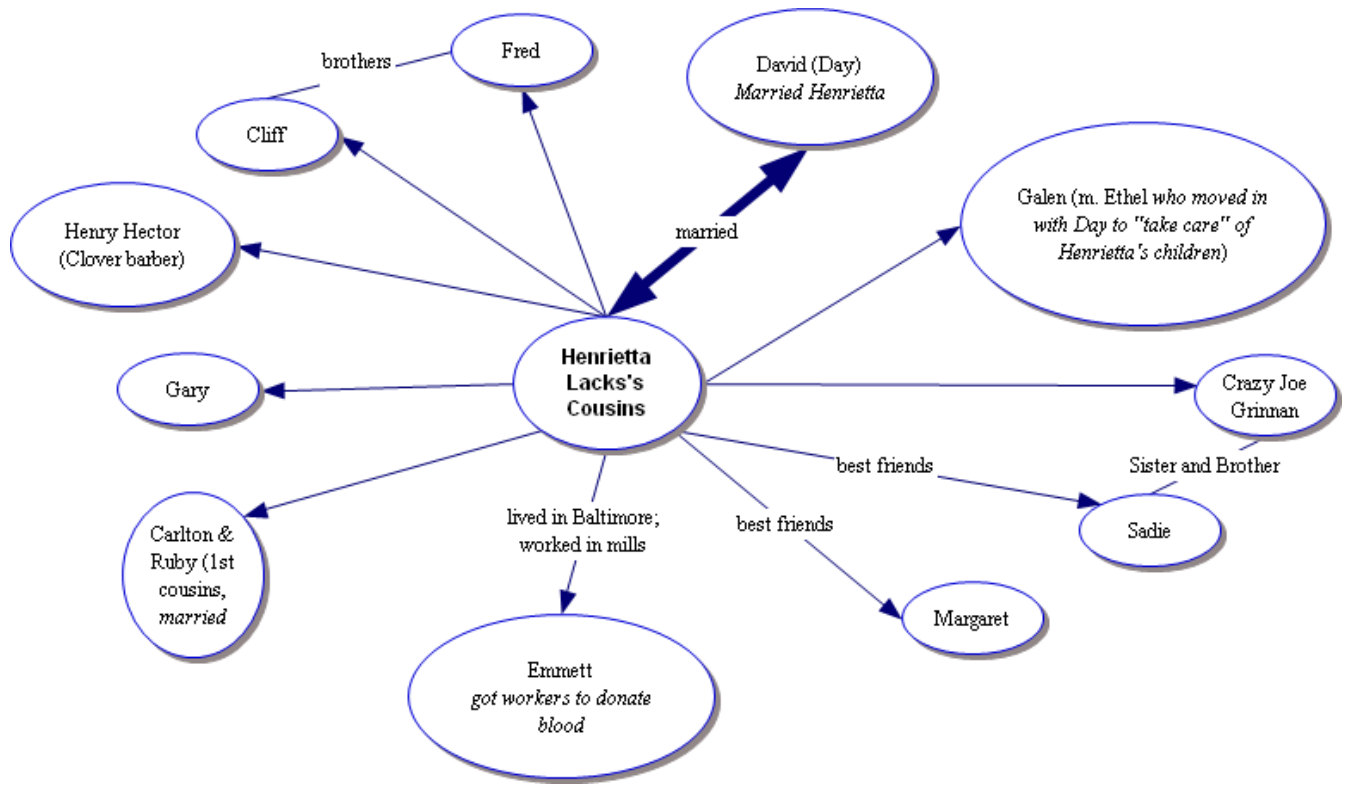 Fred
brothers
David (Day)
Married Henrietta
Cliff
Galen (m. Ethel who moved in
with Day to "take care" of
Henrietta's children)
Henry Hector
(Clover barber)
married
Henrietta
Lacks's
Cousins
Gary
Crazy Joe
Grinnan
best friends
Sister and Brother
Carlton &
Ruby (1st
cousins,
married
lived in Baltimore;
worked in mills
best friends
Sadie
Margaret
Emmett
got workers to donate
blood